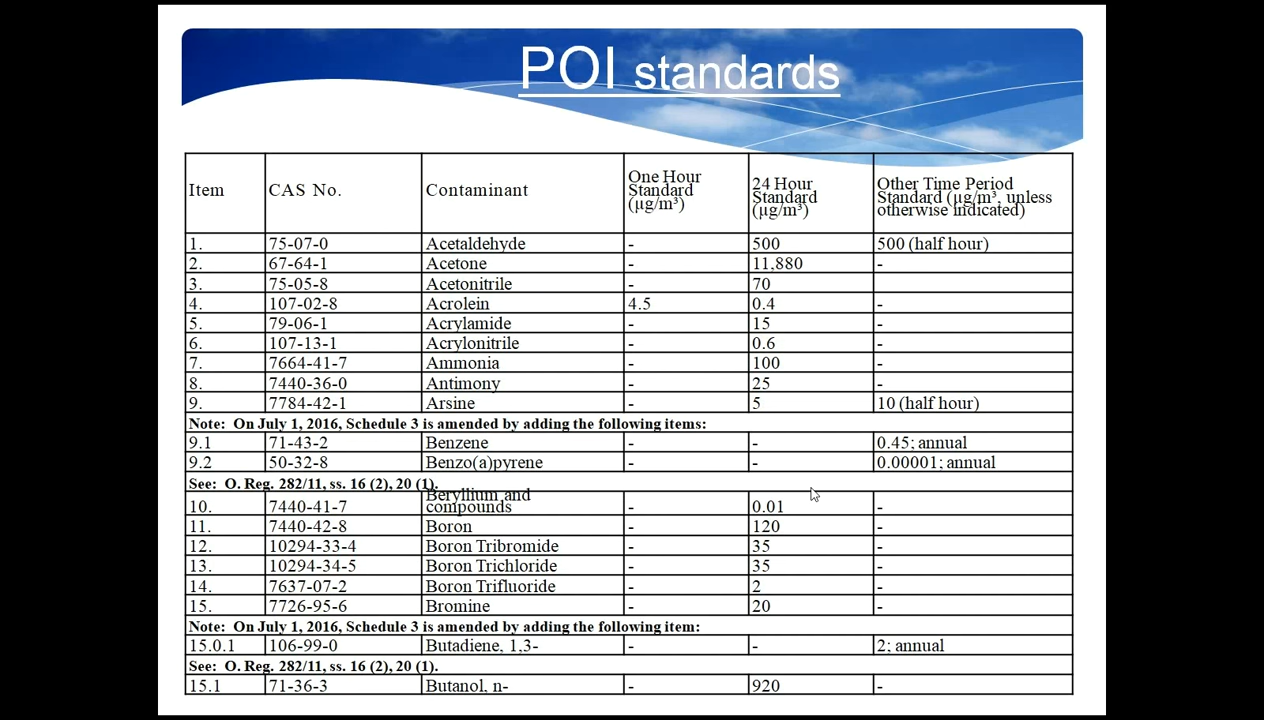 POI standards
Item CAS No. Contaminant One Hour Standard (µg/m³) 24 Hour Standard (µg/m³) Other Time Period Standard (µg/m³, unless otherwise indicated)
1. 75-07-0 Acetaldehyde - 500 500 (half hour)
2. 67-64-1 Acetone - 11,880 -
3. 75-05-8 Acetonitrile - 70
4. 107-02-8 Acrolein 4.5 0.4 -
5. 79-06-1 Acrylamide - 15 -
6. 107-13-1 Acrylonitrile - 0.6 -
7. 7664-41-7 Ammonia - 100 -
8. 7440-36-0 Antimony - 25 -
9. 7784-42-1 Arsine - 5 10 (half hour)
Note: On July 1, 2016, Schedule 3 is amended by adding the following items:
9.1 71-43-2 Benzene - - 0.45; annual
9.2 50-32-8 Benzo(a)pyrene - - 0.00001; annual
See: O. Reg. 282/11, ss. 16 (2), 20 (1).
10. 7440-41-7 Beryllium and compounds - 0.01 -
11. 7440-42-8 Boron - 120 -
12. 10294-33-4 Boron Tribromide - 35 -
13. 10294-34-5 Boron Trichloride - 35 -
14. 7637-07-2 Boron Trifluoride - 2 -
15. 7726-95-6 Bromine - 20 -
Note: On July 1, 2016, Schedule 3 is amended by adding the following item:
15.0.1 106-99-0 Butadiene, 1,3- - - 2; annual
See: O. Reg. 282/11, ss. 16 (2), 20 (1).
15.1 71-36-3 Butanol, n- - 920 -